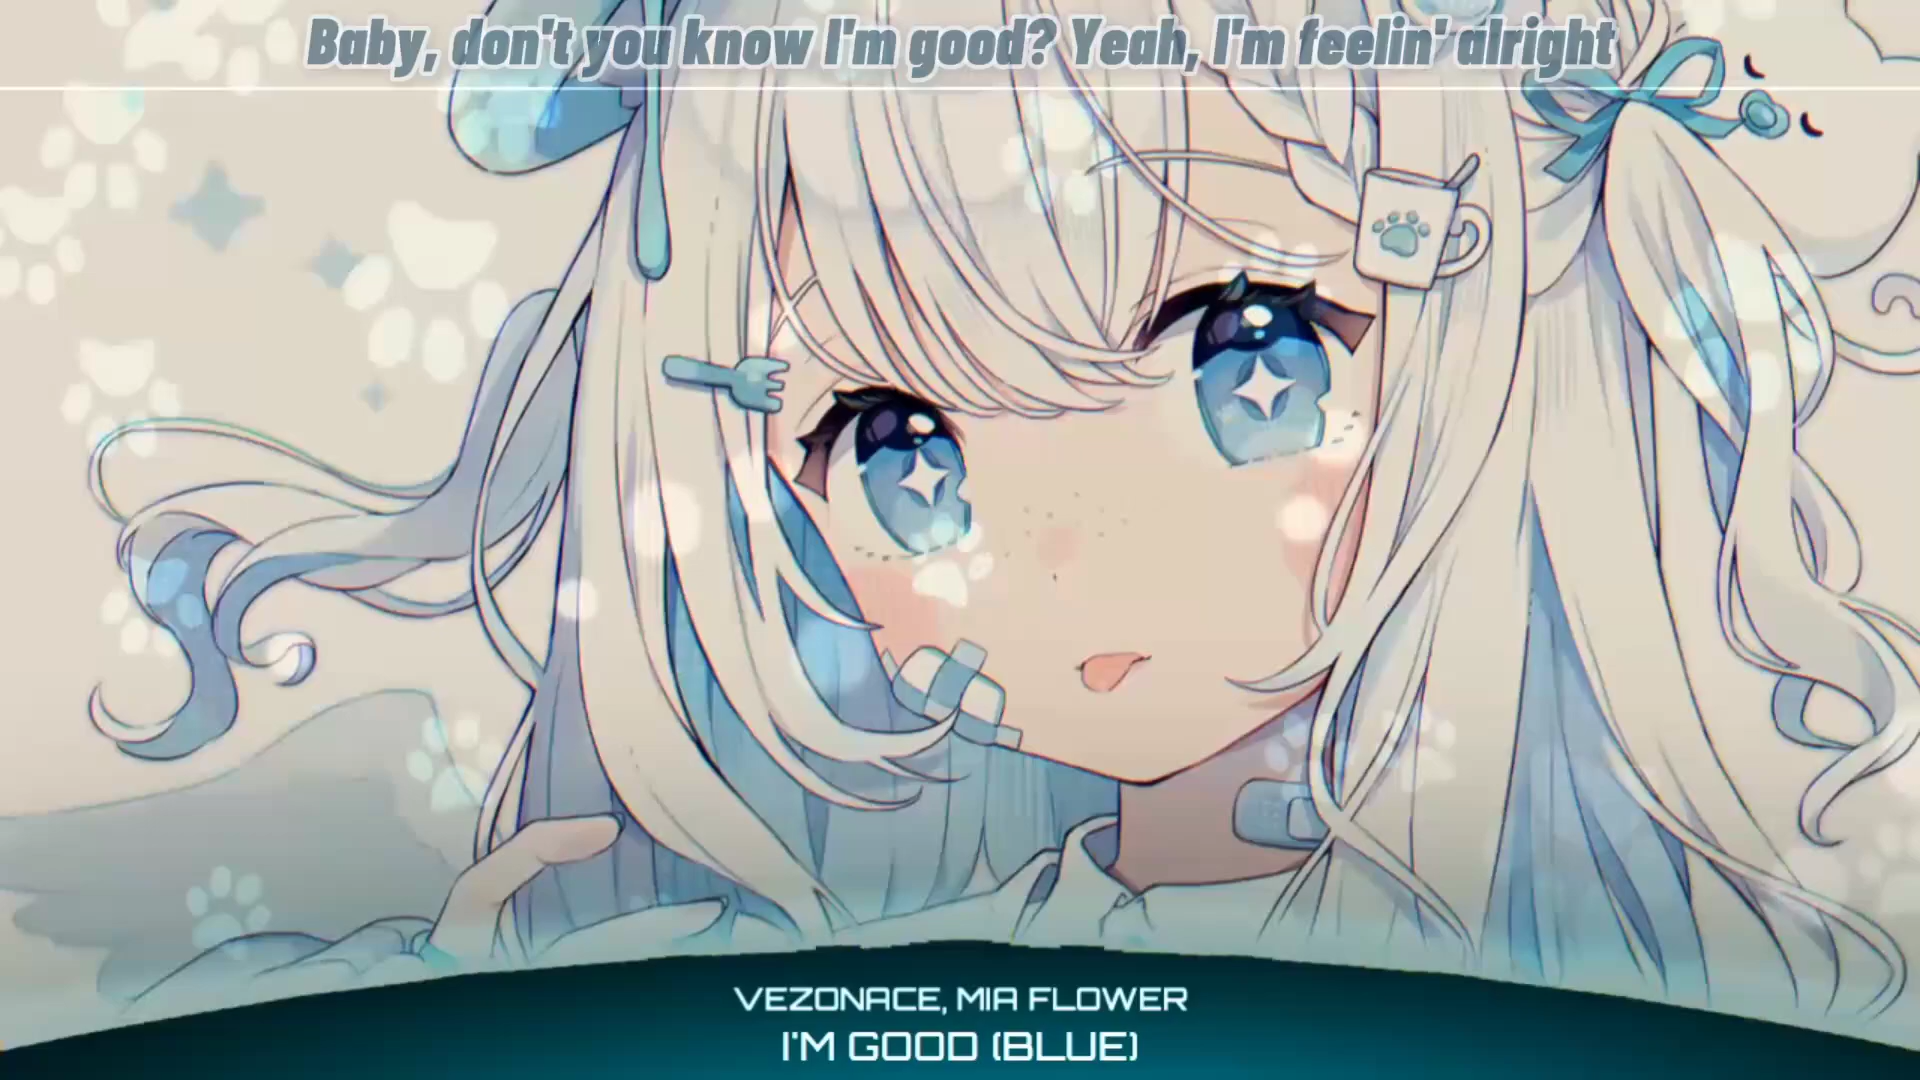 Baby, don't you know I'm good? Yeah, I'm feelin' alright
VEZONACE, MIA FLOWER
I'M GOOD (BLUE)